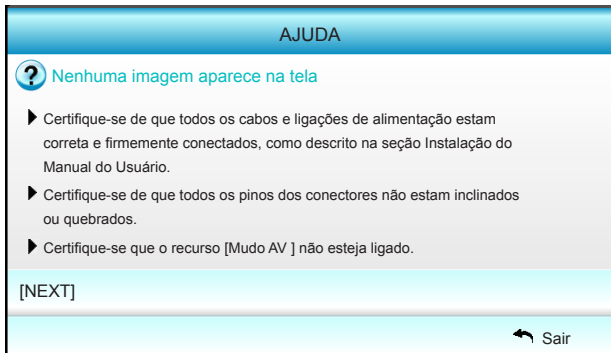 AJUDA
Nenhuma imagem aparece na tela
Certifique-se de que todos os cabos e ligações de alimentação estam
correta e firmemente conectados, como descrito na seção Instalação do
Manual do Usuário.
Certifique-se de que todos os pinos dos conectores não estam inclinados
ou quebrados.
Certifique-se que o recurso [Mudo AV ] não esteja ligado.
[NEXT]
Sair